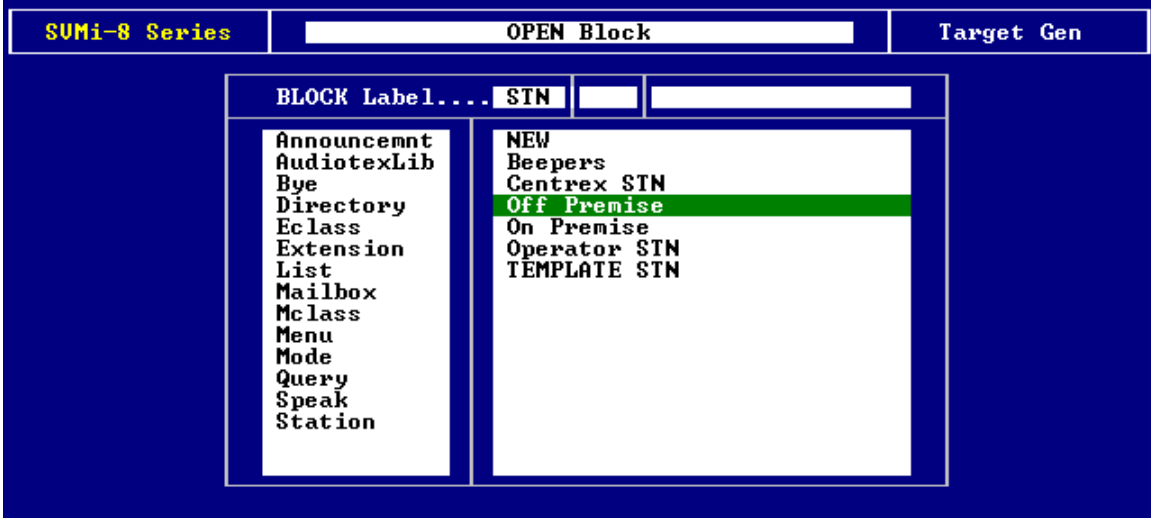 SVMi-8 Series OPEN Block Target Gen
BLOCK Label.... STN
Announcemnt
AudiotexLib
Bye
Directory
Eclass
Extension
List
Mailbox
Mclass
Menu
Mode
Query
Speak
Station
NEW
Beepers
Centrex STN
Off Premise
On Premise
Operator STN
TEMPLATE STN